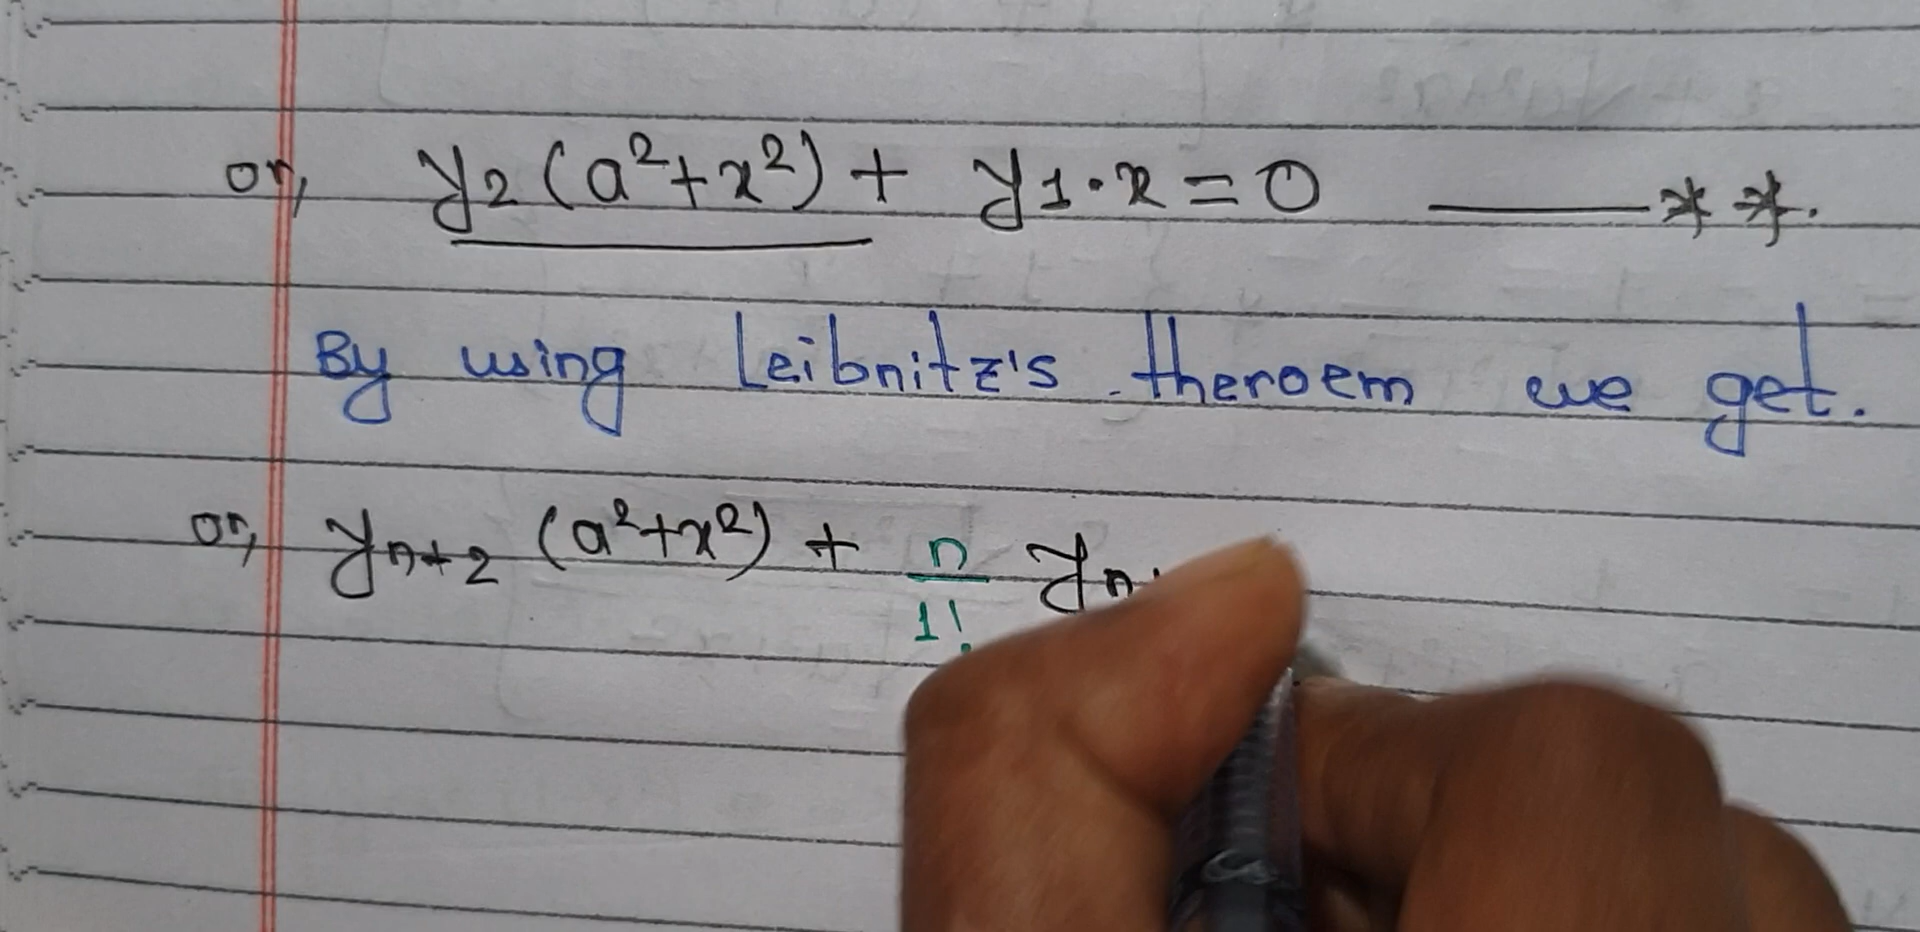 or, y₂(a²+x²) + y₁·x = 0 ——— **.
By using Leibnitz's theroem we get.
or, yₙ₊₂ (a²+x²) + n/1! yₙ